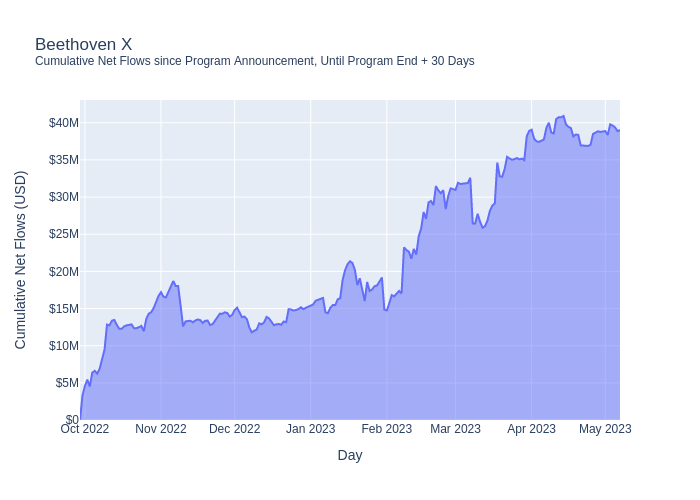 Beethoven X
Cumulative Net Flows since Program Announcement, Until Program End + 30 Days
Cumulative Net Flows (USD)
$40M
$35M
$30M
$25M
$20M
$15M
$10M
$5M
$0
Oct 2022 Nov 2022 Dec 2022 Jan 2023 Feb 2023 Mar 2023 Apr 2023 May 2023
Day